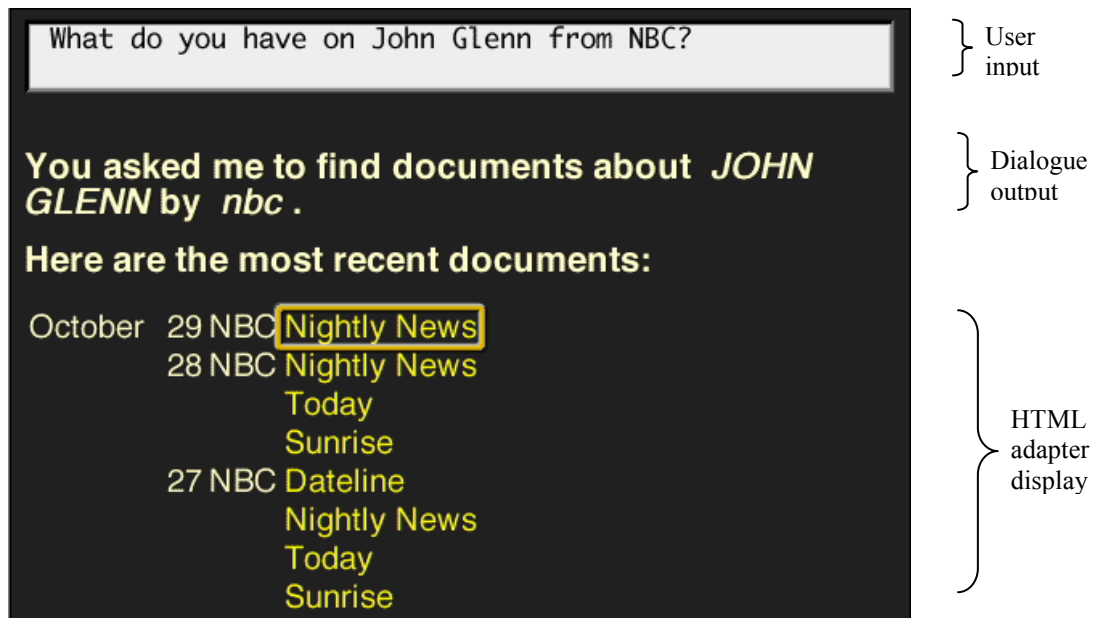 What do you have on John Glenn from NBC?
User
input
You asked me to find documents about JOHN
GLENN by nbc .
Dialogue
output
Here are the most recent documents:
October 29 NBC Nightly News
28 NBC Nightly News
Today
Sunrise
27 NBC Dateline
Nightly News
Today
Sunrise
HTML
adapter
display